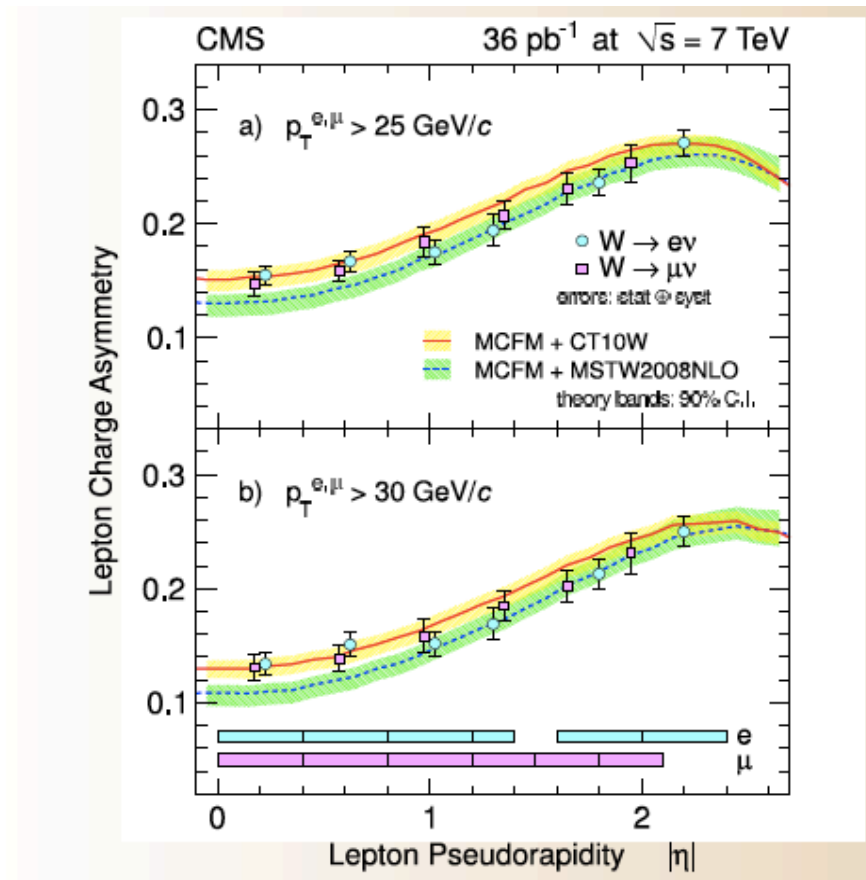 CMS 36 pb⁻¹ at √s = 7 TeV
0.3
a) p_T^{e,μ} > 25 GeV/c
0.2
W → eν
W → μν
errors: stat ⊕ syst
0.1
MCFM + CT10W
MCFM + MSTW2008NLO
theory bands: 90% C.I.
Lepton Charge Asymmetry
0.3
b) p_T^{e,μ} > 30 GeV/c
0.2
0.1
e
μ
0 1 2
Lepton Pseudorapidity |η|